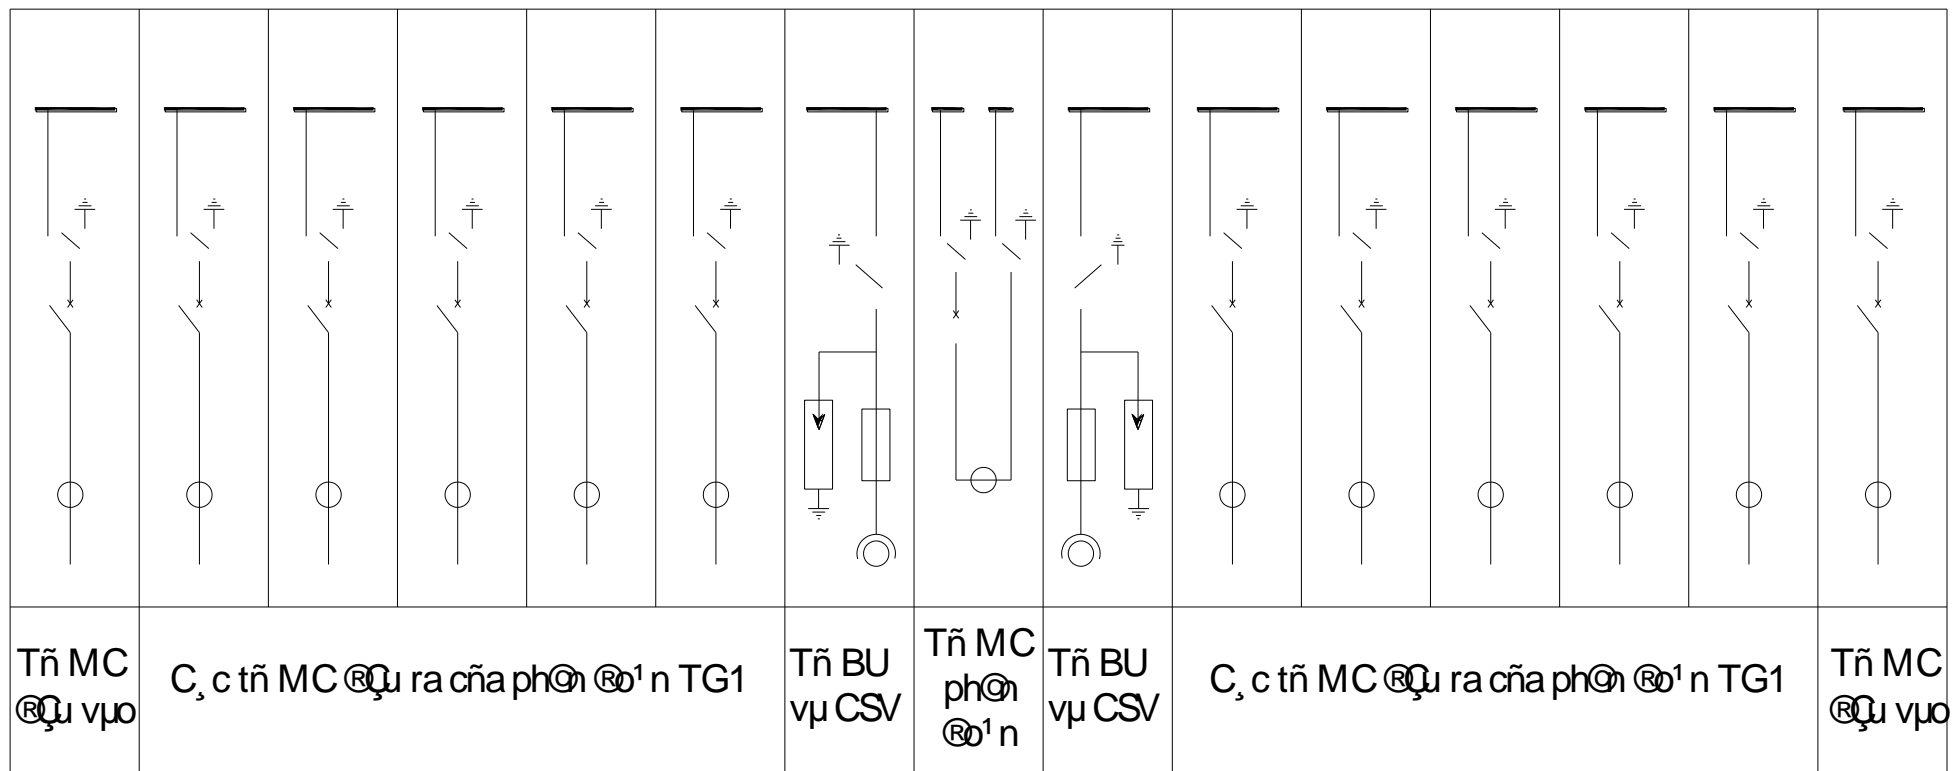 Tñ MC
®Çu vµo
C¸c tñ MC ®Çu ra cña ph©n ®o¹n TG1
Tñ BU
vµ CSV
Tñ MC
ph©n
®o¹n
Tñ BU
vµ CSV
C¸c tñ MC ®Çu ra cña ph©n ®o¹n TG1
Tñ MC
®Çu vµo